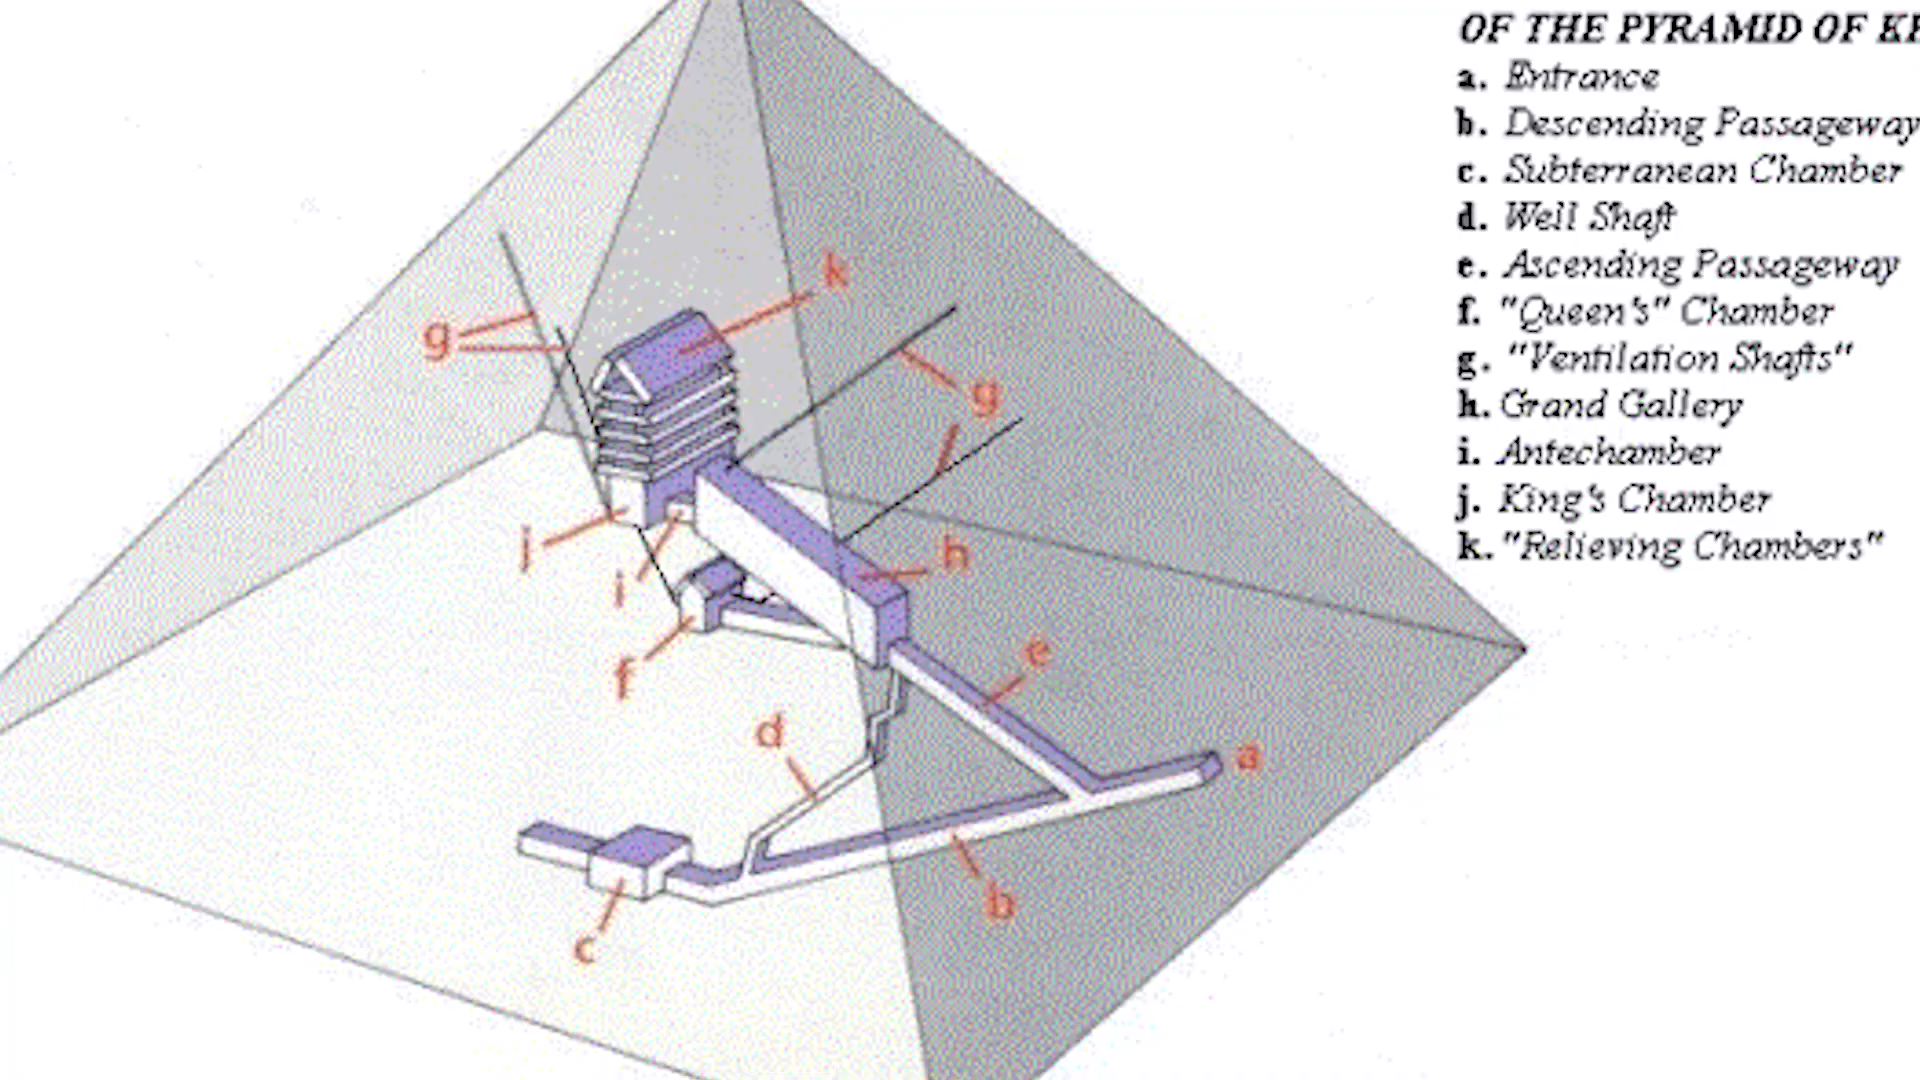 OF THE PYRAMID OF
a. Entrance
b. Descending Passageway
c. Subterranean Chamber
d. Well Shaft
e. Ascending Passageway
f. "Queen's" Chamber
g. "Ventilation Shafts"
h. Grand Gallery
i. Antechamber
j. King's Chamber
k. "Relieving Chambers"
k
g
g
j
i
h
f
e
d
a
b
c